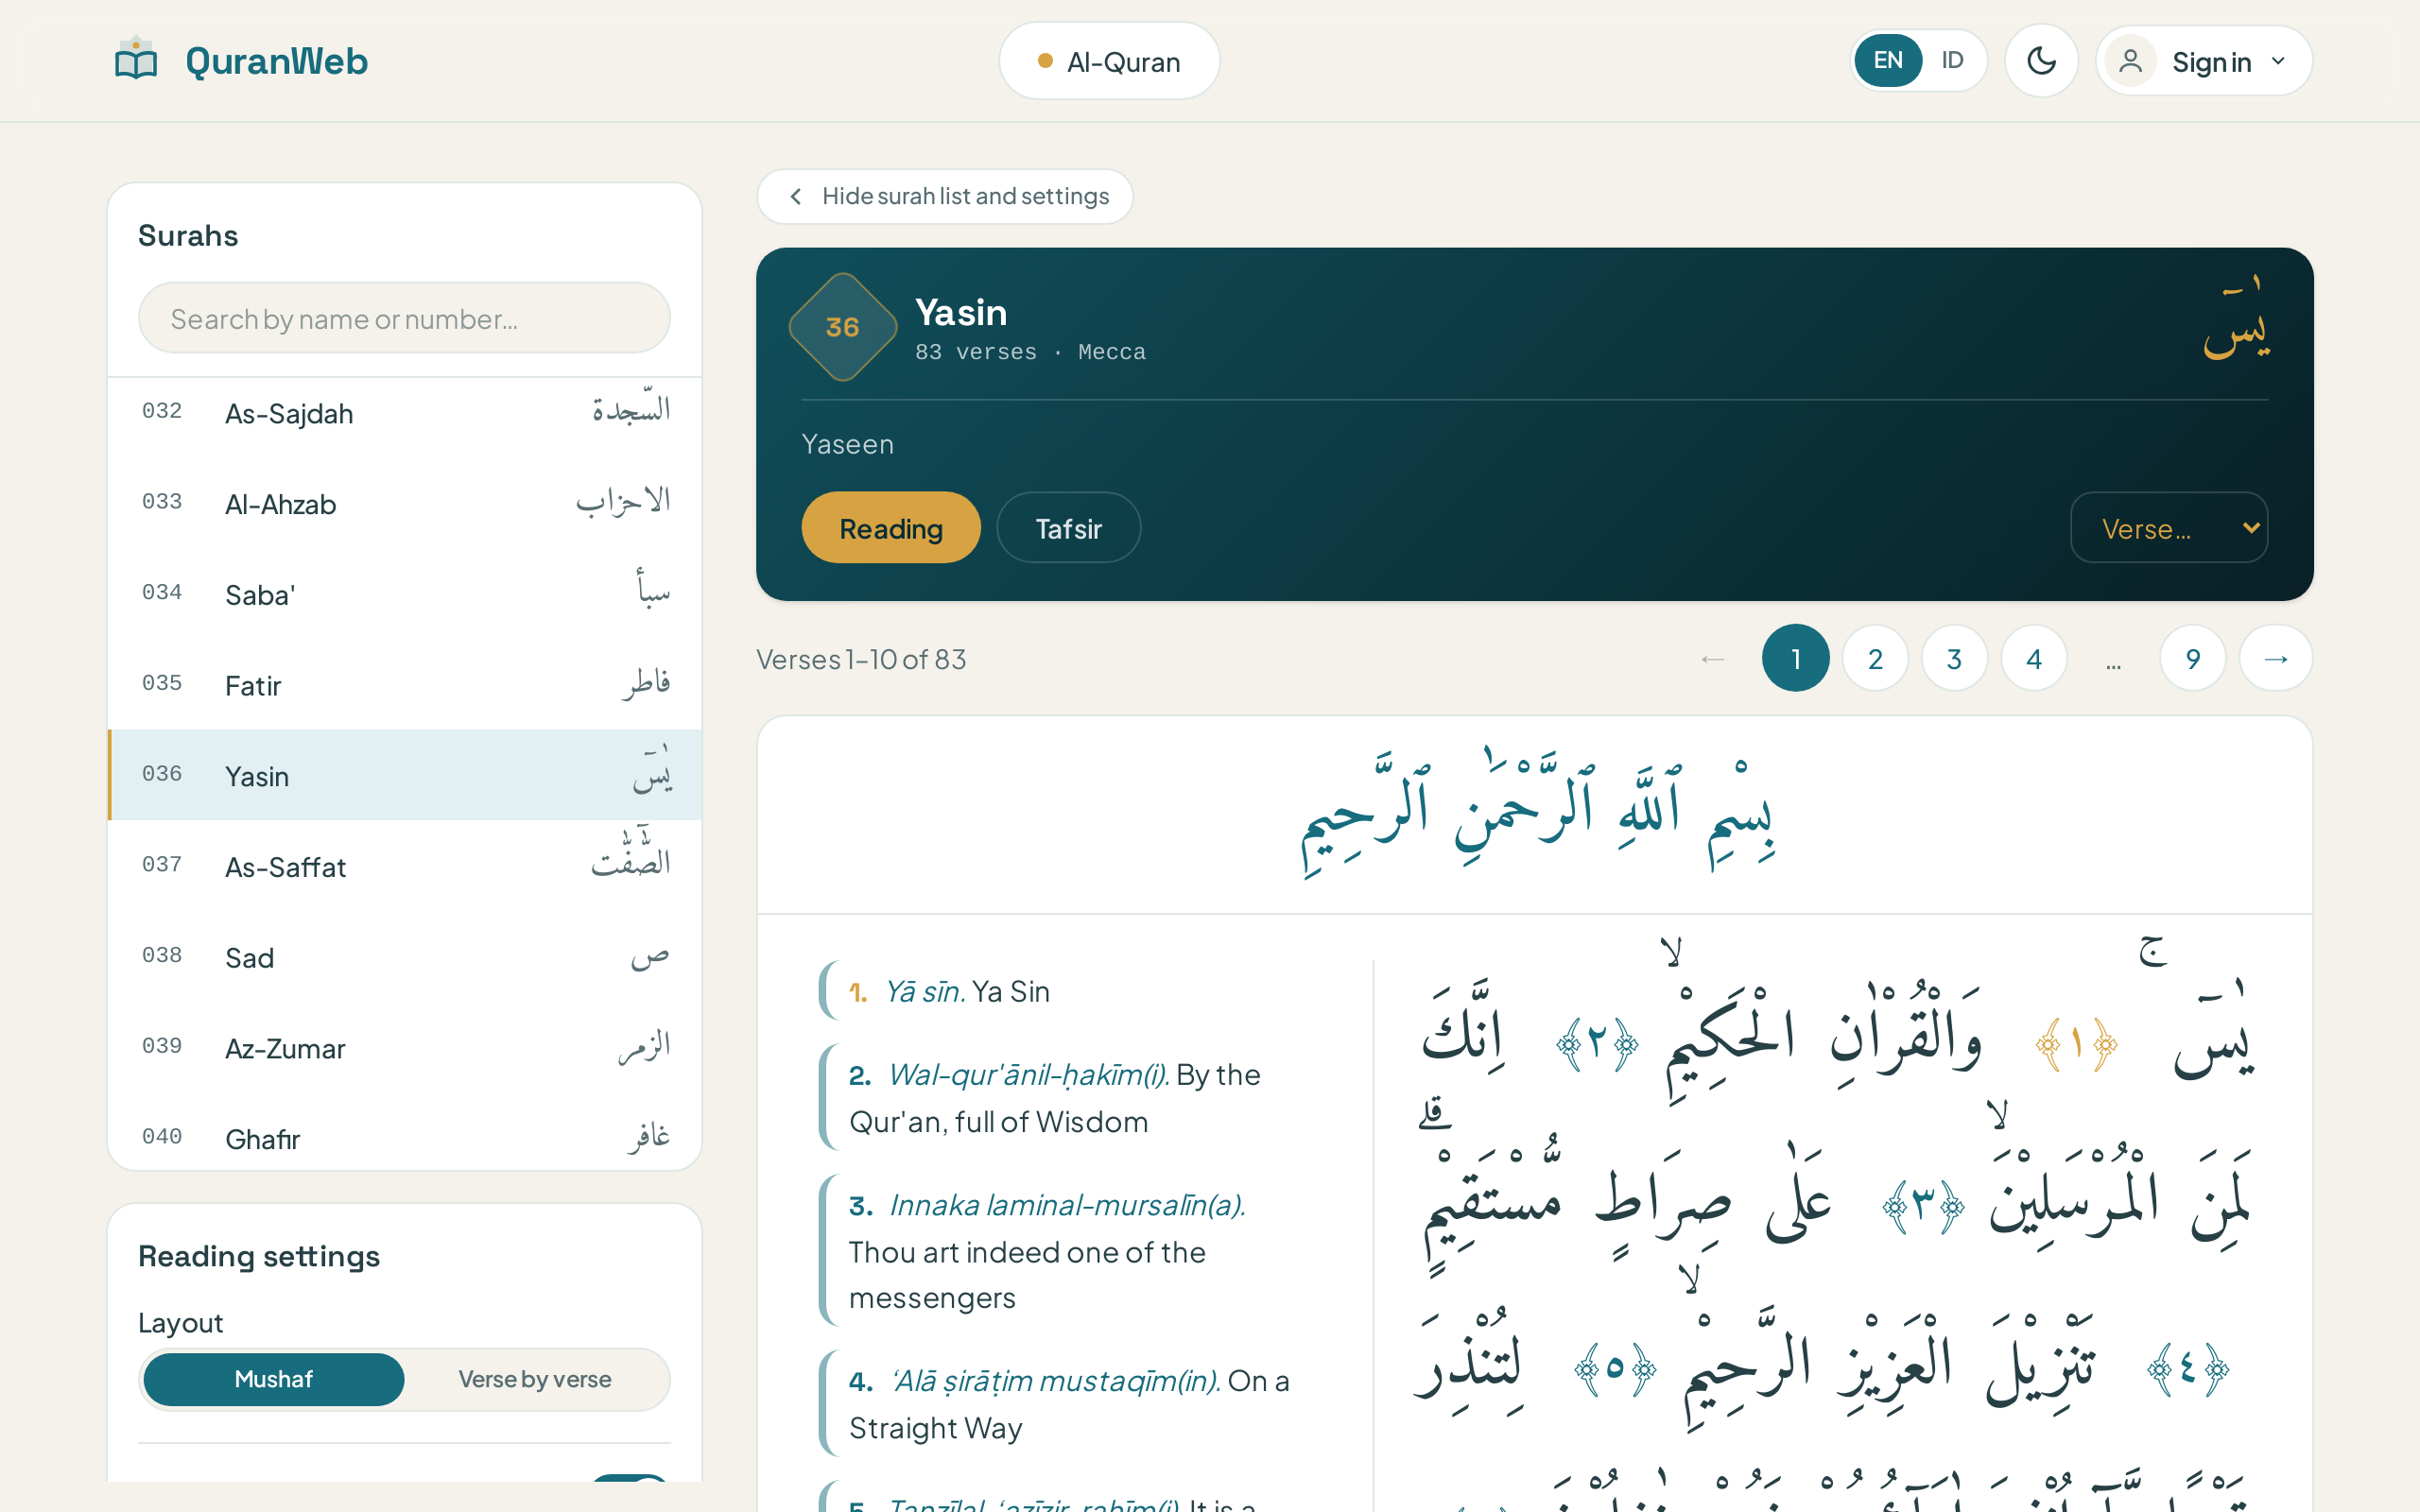 QuranWeb
Al-Quran
EN ID
Sign in
Surahs
Search by name or number...
032 As-Sajdah السّجدة
033 Al-Ahzab الاحزاب
034 Saba' سبأ
035 Fatir فاطر
036 Yasin يٰسۤ
037 As-Saffat الصّٰۤفّٰت
038 Sad ص
039 Az-Zumar الزمر
040 Ghafir غافر
Reading settings
Layout
Mushaf Verse by verse
Hide surah list and settings
36 Yasin يٰسۤ
83 verses · Mecca
Yaseen
Reading Tafsir Verse...
Verses 1–10 of 83
← 1 2 3 4 ... 9 →
بِسْمِ ٱللَّهِ ٱلرَّحْمَٰنِ ٱلرَّحِيمِ
1. Yā sīn. Ya Sin
2. Wal-qur'ānil-ḥakīm(i). By the
Qur'an, full of Wisdom
3. Innaka laminal-mursalīn(a).
Thou art indeed one of the
messengers
4. ‘Alā ṣirāṭim mustaqīm(in). On a
Straight Way
5. Tanzīlal-‘azīzir-raḥīm(i). It is a
يٰسۤ ۚ ﴿١﴾ وَالْقُرْاٰنِ الْحَكِيْمِۙ ﴿٢﴾ اِنَّكَ
لَمِنَ الْمُرْسَلِيْنَۙ ﴿٣﴾ عَلٰى صِرَاطٍ مُّسْتَقِيْمٍۗ
﴿٤﴾ تَنْزِيْلَ الْعَزِيْزِ الرَّحِيْمِۙ ﴿٥﴾ لِتُنْذِرَ